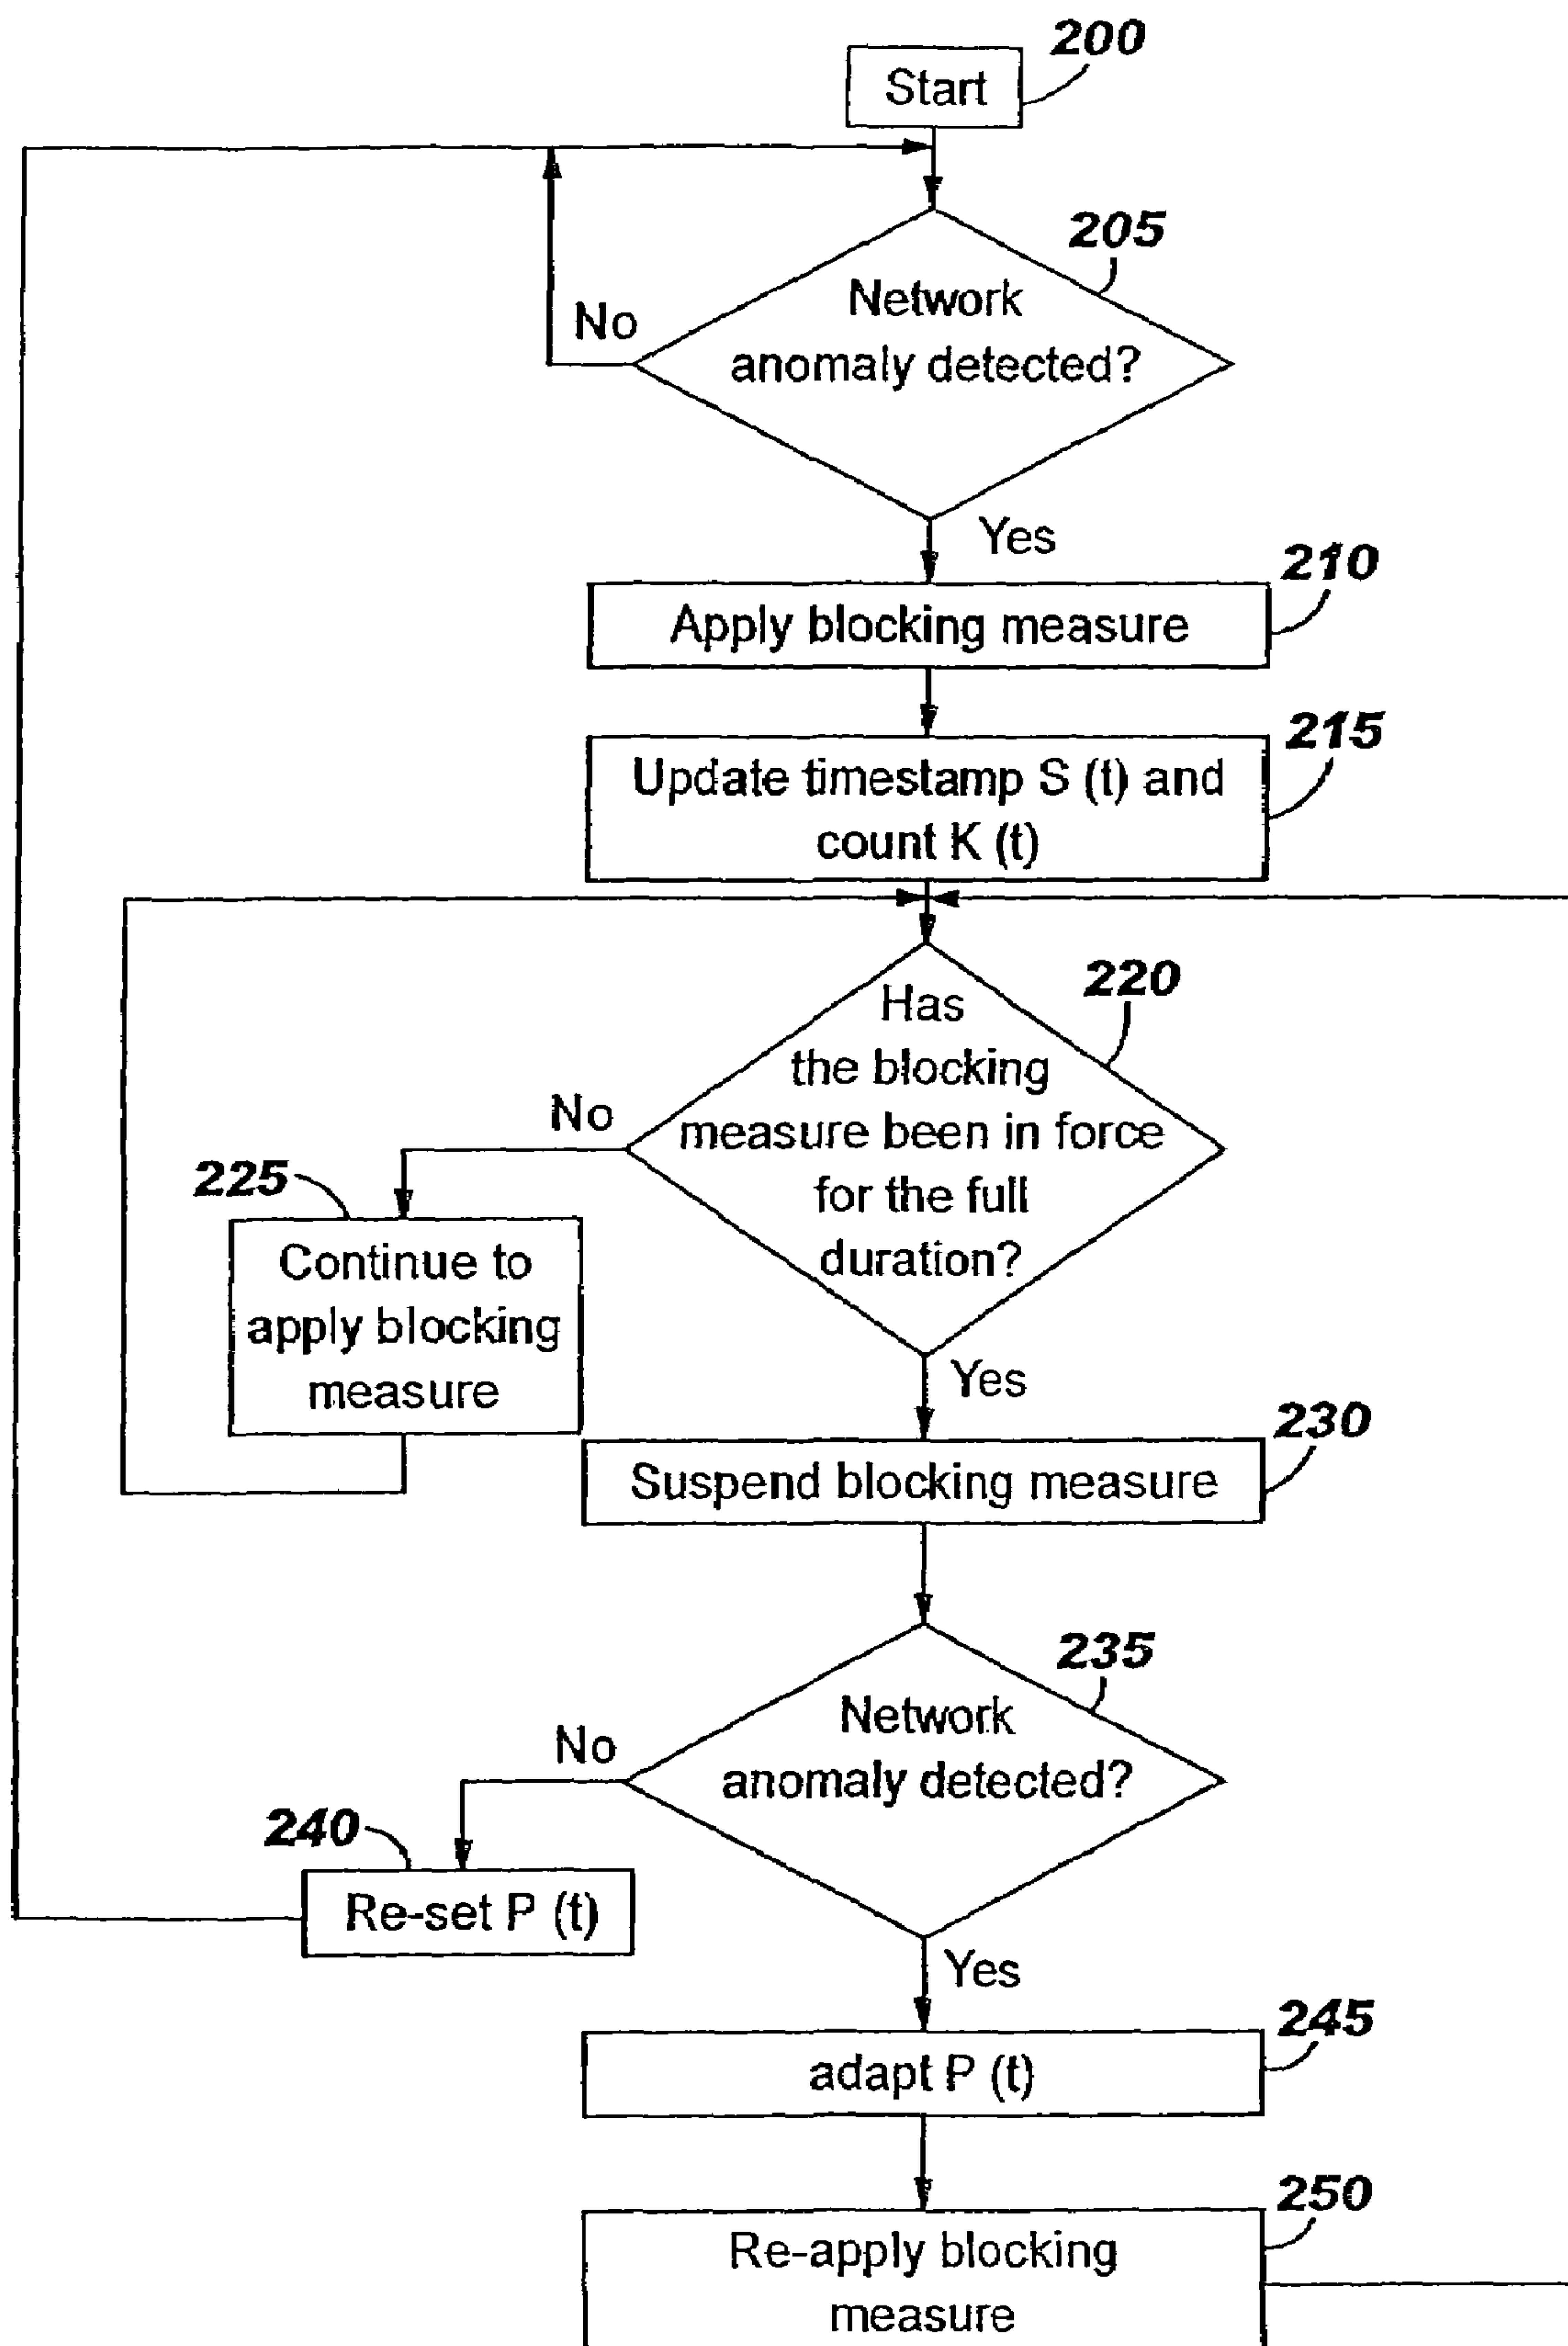 200
Start
205
Network
anomaly detected?
No
Yes
210
Apply blocking measure
215
Update timestamp S (t) and
count K (t)
220
Has
the blocking
measure been in force
for the full
duration?
No
225
Continue to
apply blocking
measure
Yes
230
Suspend blocking measure
235
Network
anomaly detected?
No
240
Re-set P (t)
Yes
245
adapt P (t)
250
Re-apply blocking
measure